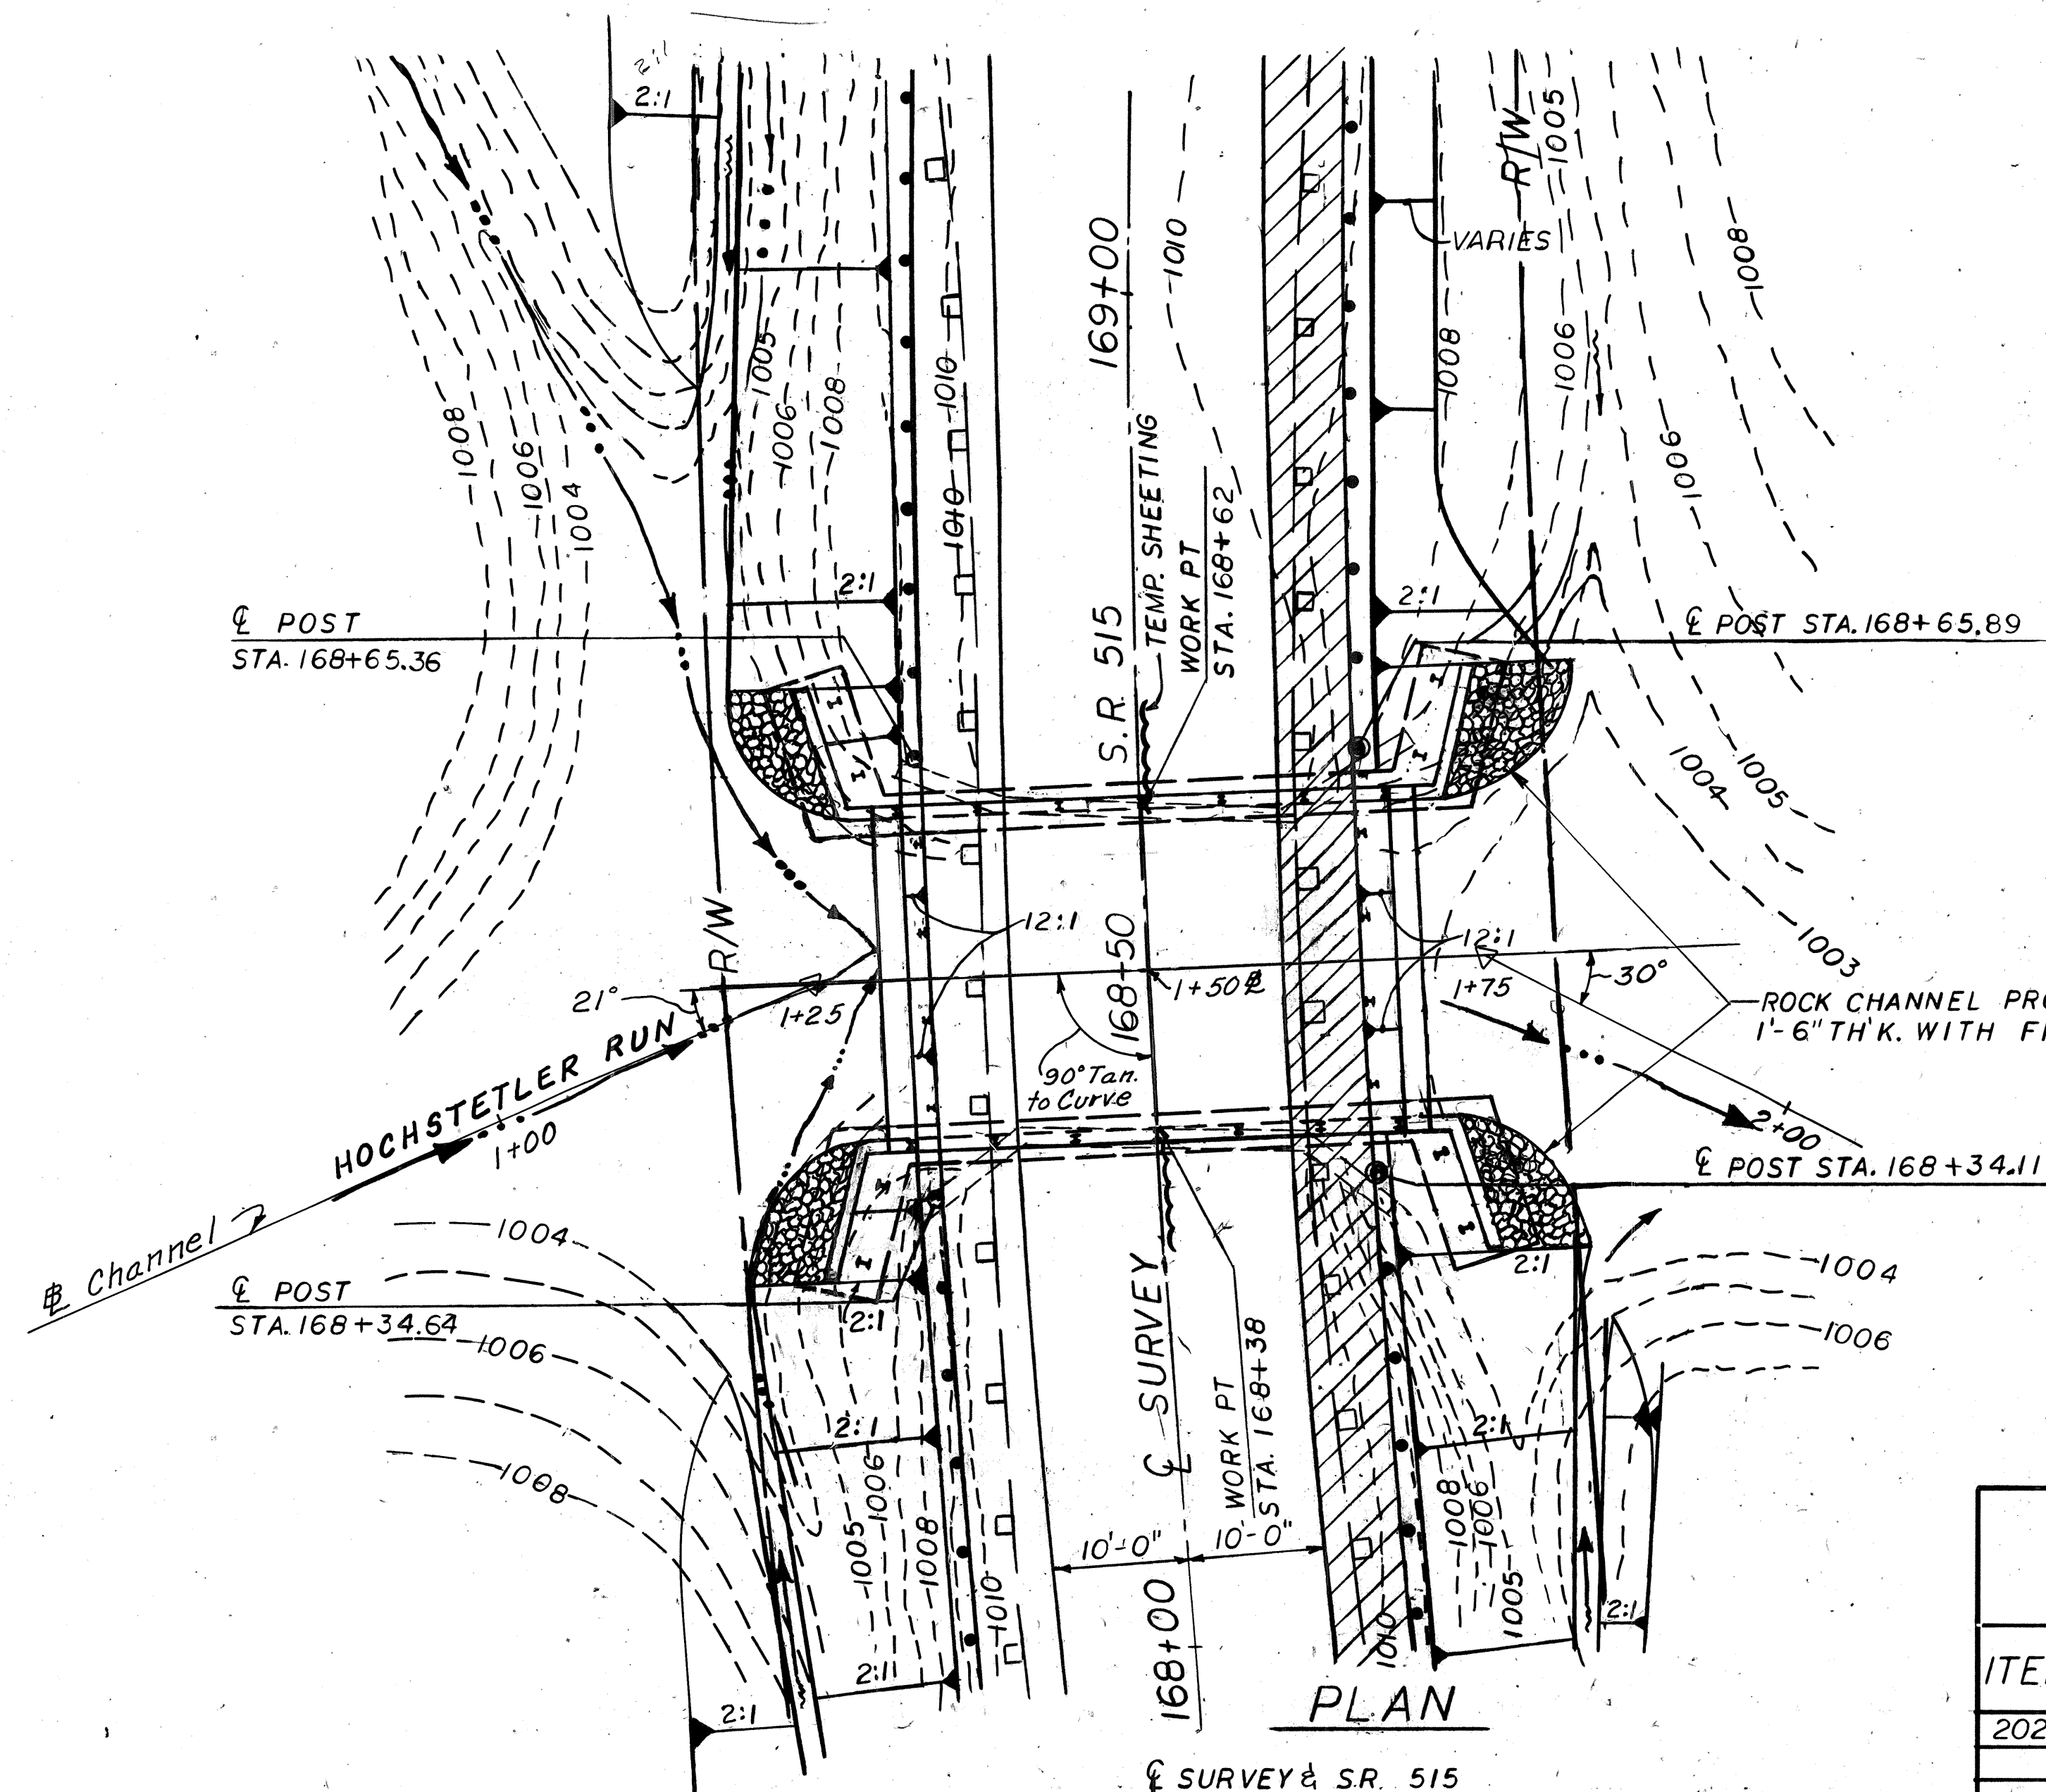 2:1
R/W
1005
VARIES
1010
169+00
1008
1005
1006
1008
1010
1008
1006
1008
1006
1004
1010
1006
TEMP. SHEETING
WORK PT
STA. 168+62
S.R. 515
2:1
2:1
℄ POST
STA. 168+65.36
℄ POST STA. 168+65.89
1004
1005
1003
R/W
12:1
168+50
12:1
1+50 ℄
1+75
30°
21°
1+25
ROCK CHANNEL PRO
1'-6" TH'K. WITH FI
HOCHSTETLER RUN
1+00
90° Tan.
to Curve
2+00
℄ POST STA. 168+34.11
℄ Channel
1004
1004
2:1
℄ POST
STA. 168+34.64
2:1
1006
1006
℄ SURVEY
WORK PT
STA. 168+38
2:1
2:1
1008
1005
1006
1008
1010
10'-0"
10'-0"
1008
1006
1005
1010
2:1
2:1
2:1
168+00
PLAN
℄ SURVEY & S.R. 515
ITE
202